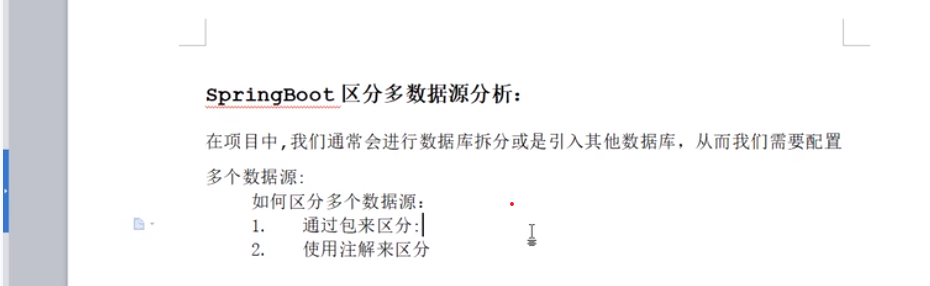 SpringBoot 区分多数据源分析：
在项目中,我们通常会进行数据库拆分或是引入其他数据库，从而我们需要配置
多个数据源:
如何区分多个数据源：
1. 通过包来区分:
2. 使用注解来区分